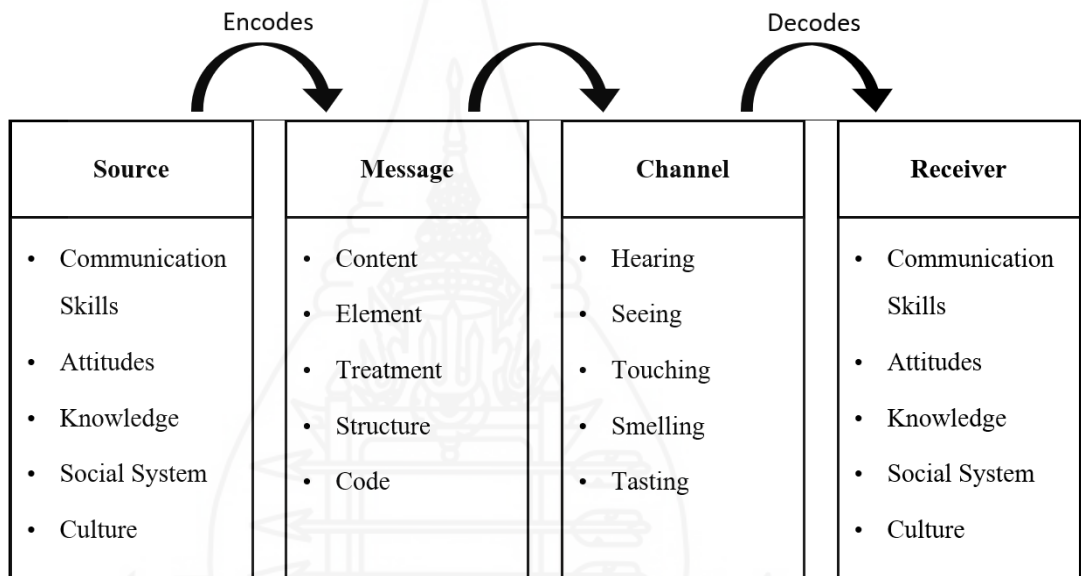 Encodes
Decodes
Source
• Communication
Skills
• Attitudes
• Knowledge
• Social System
• Culture
Message
• Content
• Element
• Treatment
• Structure
• Code
Channel
• Hearing
• Seeing
• Touching
• Smelling
• Tasting
Receiver
• Communication
Skills
• Attitudes
• Knowledge
• Social System
• Culture